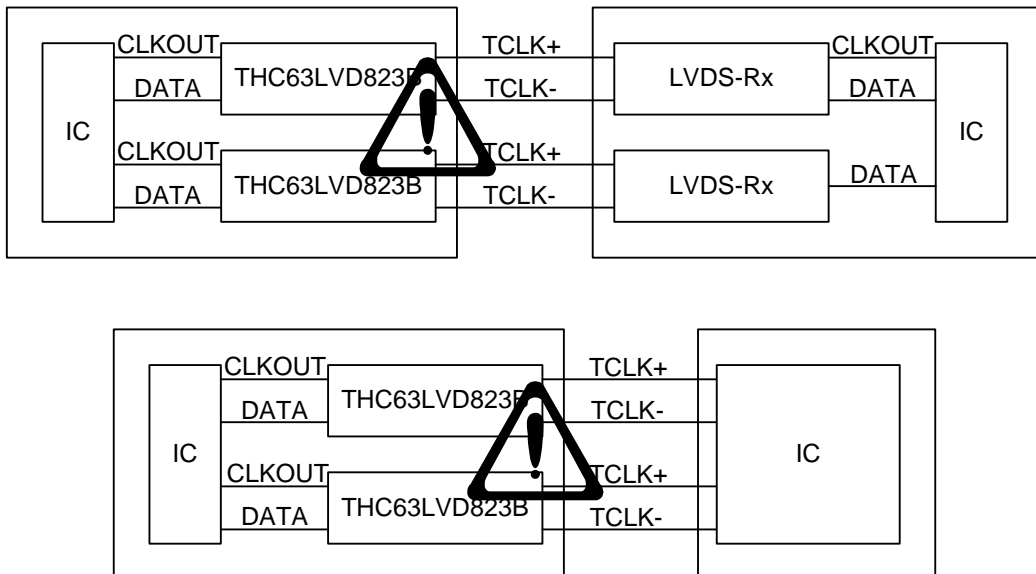 CLKOUT
THC63LVD823B
TCLK+
LVDS-Rx
CLKOUT
DATA
TCLK-
DATA
IC
IC
CLKOUT
THC63LVD823B
TCLK+
LVDS-Rx
DATA
DATA
TCLK-
CLKOUT
THC63LVD823B
TCLK+
DATA
TCLK-
IC
IC
CLKOUT
THC63LVD823B
TCLK+
DATA
TCLK-